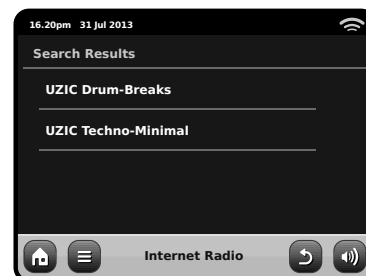 16.20pm 31 Jul 2013
Search Results
UZIC Drum-Breaks
UZIC Techno-Minimal
Internet Radio